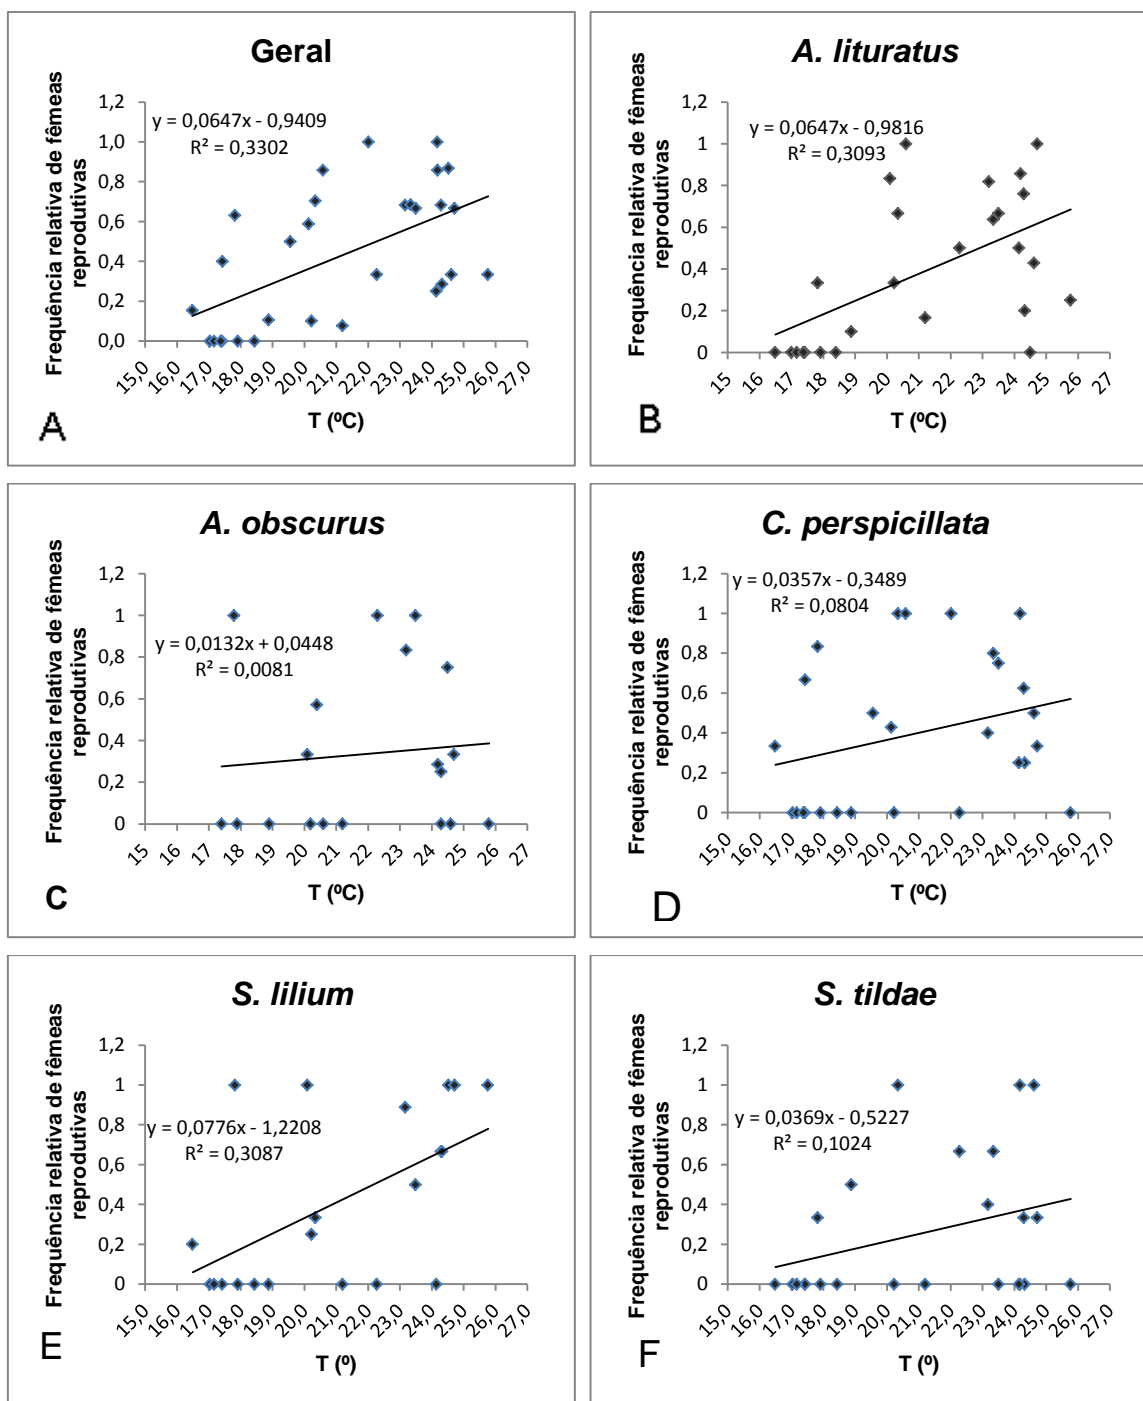 Geral
Frequência relativa de fêmeas
reprodutivas
1,2
1,0
0,8
0,6
0,4
0,2
0,0
y = 0,0647x - 0,9409
R² = 0,3302
15,0
16,0
17,0
18,0
19,0
20,0
21,0
22,0
23,0
24,0
25,0
26,0
27,0
T (ºC)
A
A. lituratus
Frequência relativa de fêmeas
reprodutivas
1,2
1
0,8
0,6
0,4
0,2
0
y = 0,0647x - 0,9816
R² = 0,3093
15
16
17
18
19
20
21
22
23
24
25
26
27
T (ºC)
B
A. obscurus
Frequência relativa de fêmeas
reprodutivas
1,2
1
0,8
0,6
0,4
0,2
0
y = 0,0132x + 0,0448
R² = 0,0081
15
16
17
18
19
20
21
22
23
24
25
26
27
T (ºC)
C
C. perspicillata
Frequência relativa de fêmeas
reprodutivas
1,2
1
0,8
0,6
0,4
0,2
0
y = 0,0357x - 0,3489
R² = 0,0804
15,0
16,0
17,0
18,0
19,0
20,0
21,0
22,0
23,0
24,0
25,0
26,0
27,0
T (ºC)
D
S. lilium
Frequência relativa de fêmeas
reprodutivas
1,2
1
0,8
0,6
0,4
0,2
0
y = 0,0776x - 1,2208
R² = 0,3087
15,0
16,0
17,0
18,0
19,0
20,0
21,0
22,0
23,0
24,0
25,0
26,0
27,0
T (º)
E
S. tildae
Frequência relativa de fêmeas
reprodutivas
1,2
1
0,8
0,6
0,4
0,2
0
y = 0,0369x - 0,5227
R² = 0,1024
15,0
16,0
17,0
18,0
19,0
20,0
21,0
22,0
23,0
24,0
25,0
26,0
27,0
T (ºC)
F